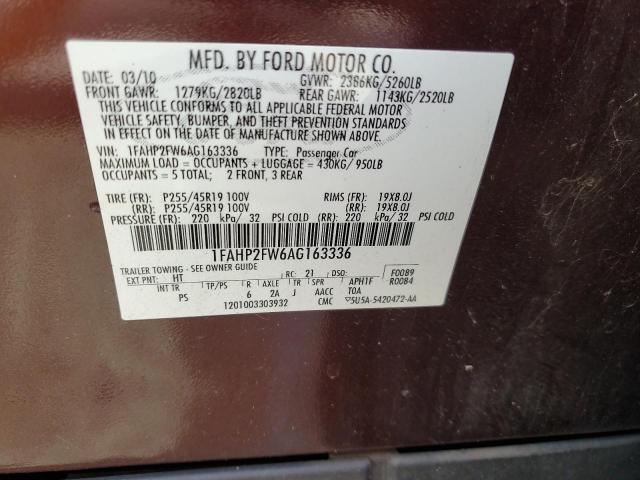 MFD. BY FORD MOTOR CO.
DATE: 03/10 GVWR: 2386KG/5260LB
FRONT GAWR: 1279KG/2820LB REAR GAWR: 1143KG/2520LB
THIS VEHICLE CONFORMS TO ALL APPLICABLE FEDERAL MOTOR
VEHICLE SAFETY, BUMPER, AND THEFT PREVENTION STANDARDS
IN EFFECT ON THE DATE OF MANUFACTURE SHOWN ABOVE.
VIN: 1FAHP2FW6AG163336 TYPE: Passenger Car
MAXIMUM LOAD = OCCUPANTS + LUGGAGE = 430KG/ 950LB
OCCUPANTS = 5 TOTAL; 2 FRONT, 3 REAR
TIRE (FR): P255/45R19 100V RIMS (FR): 19X8.0J
(RR): P255/45R19 100V (RR): 19X8.0J
PRESSURE (FR): 220 kPa/ 32 PSI COLD (RR): 220 kPa/ 32 PSI COLD
1FAHP2FW6AG163336
TRAILER TOWING - SEE OWNER GUIDE F0089
EXT PNT: HT RC: 21 DSO: R0084
INT TR TP/PS R AXLE TR SPR APH1F
PS 6 2A J AACC TOA
1201003303932 CMC 5U5A-5420472-AA